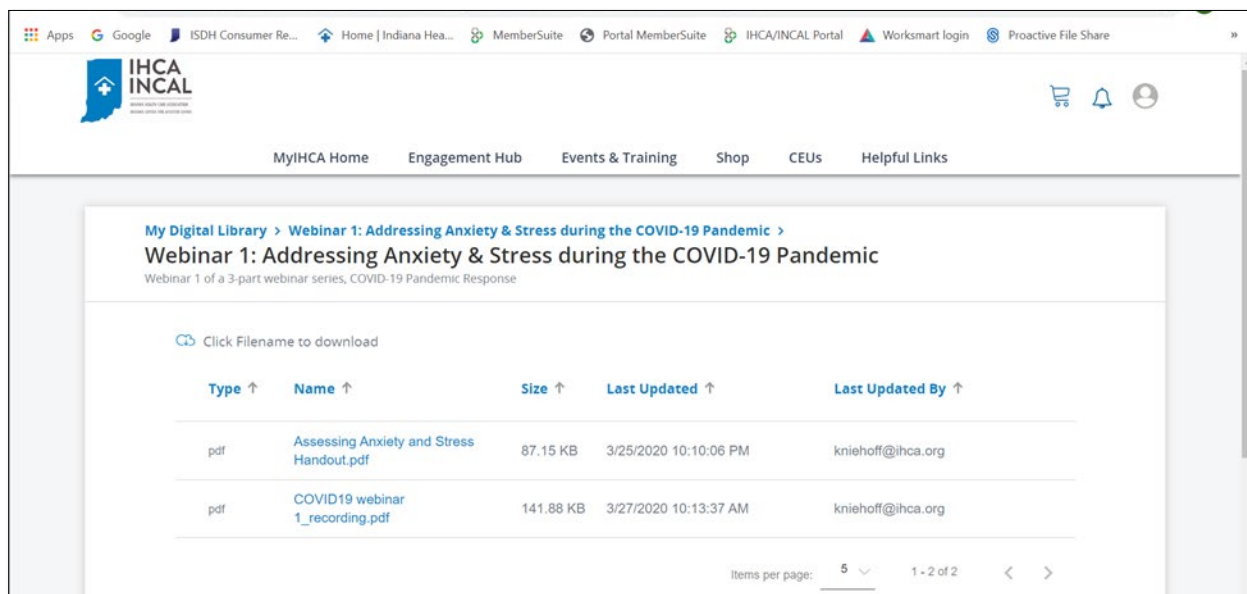 Apps Google ISDH Consumer Re... Home | Indiana Hea... MemberSuite Portal MemberSuite IHCA/INCAL Portal Worksmart login Proactive File Share »
IHCA
INCAL
MyIHCA Home Engagement Hub Events & Training Shop CEUs Helpful Links
My Digital Library > Webinar 1: Addressing Anxiety & Stress during the COVID-19 Pandemic >
Webinar 1: Addressing Anxiety & Stress during the COVID-19 Pandemic
Webinar 1 of a 3-part webinar series, COVID-19 Pandemic Response
Click Filename to download
Type ↑ Name ↑ Size ↑ Last Updated ↑ Last Updated By ↑
pdf Assessing Anxiety and Stress Handout.pdf 87.15 KB 3/25/2020 10:10:06 PM kniehoff@ihca.org
pdf COVID19 webinar 1_recording.pdf 141.88 KB 3/27/2020 10:13:37 AM kniehoff@ihca.org
Items per page: 5 1 - 2 of 2 < >